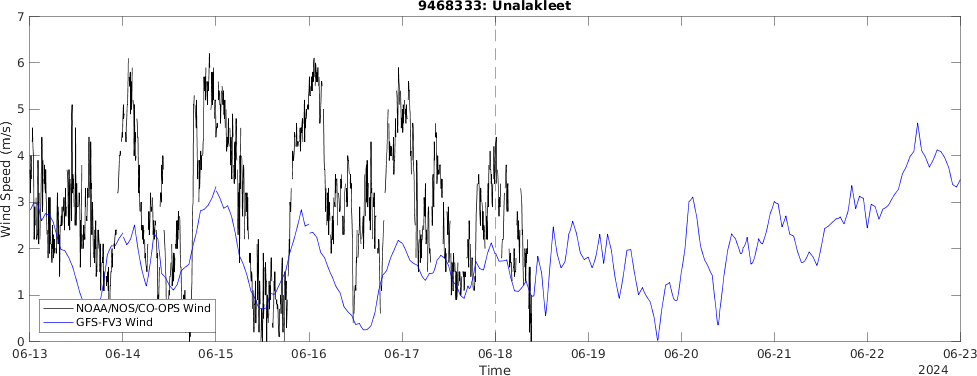 9468333: Unalakleet
7
6
5
4
3
2
1
0
Wind Speed (m/s)
NOAA/NOS/CO-OPS Wind
GFS-FV3 Wind
06-13 06-14 06-15 06-16 06-17 06-18 06-19 06-20 06-21 06-22 06-23
Time
2024